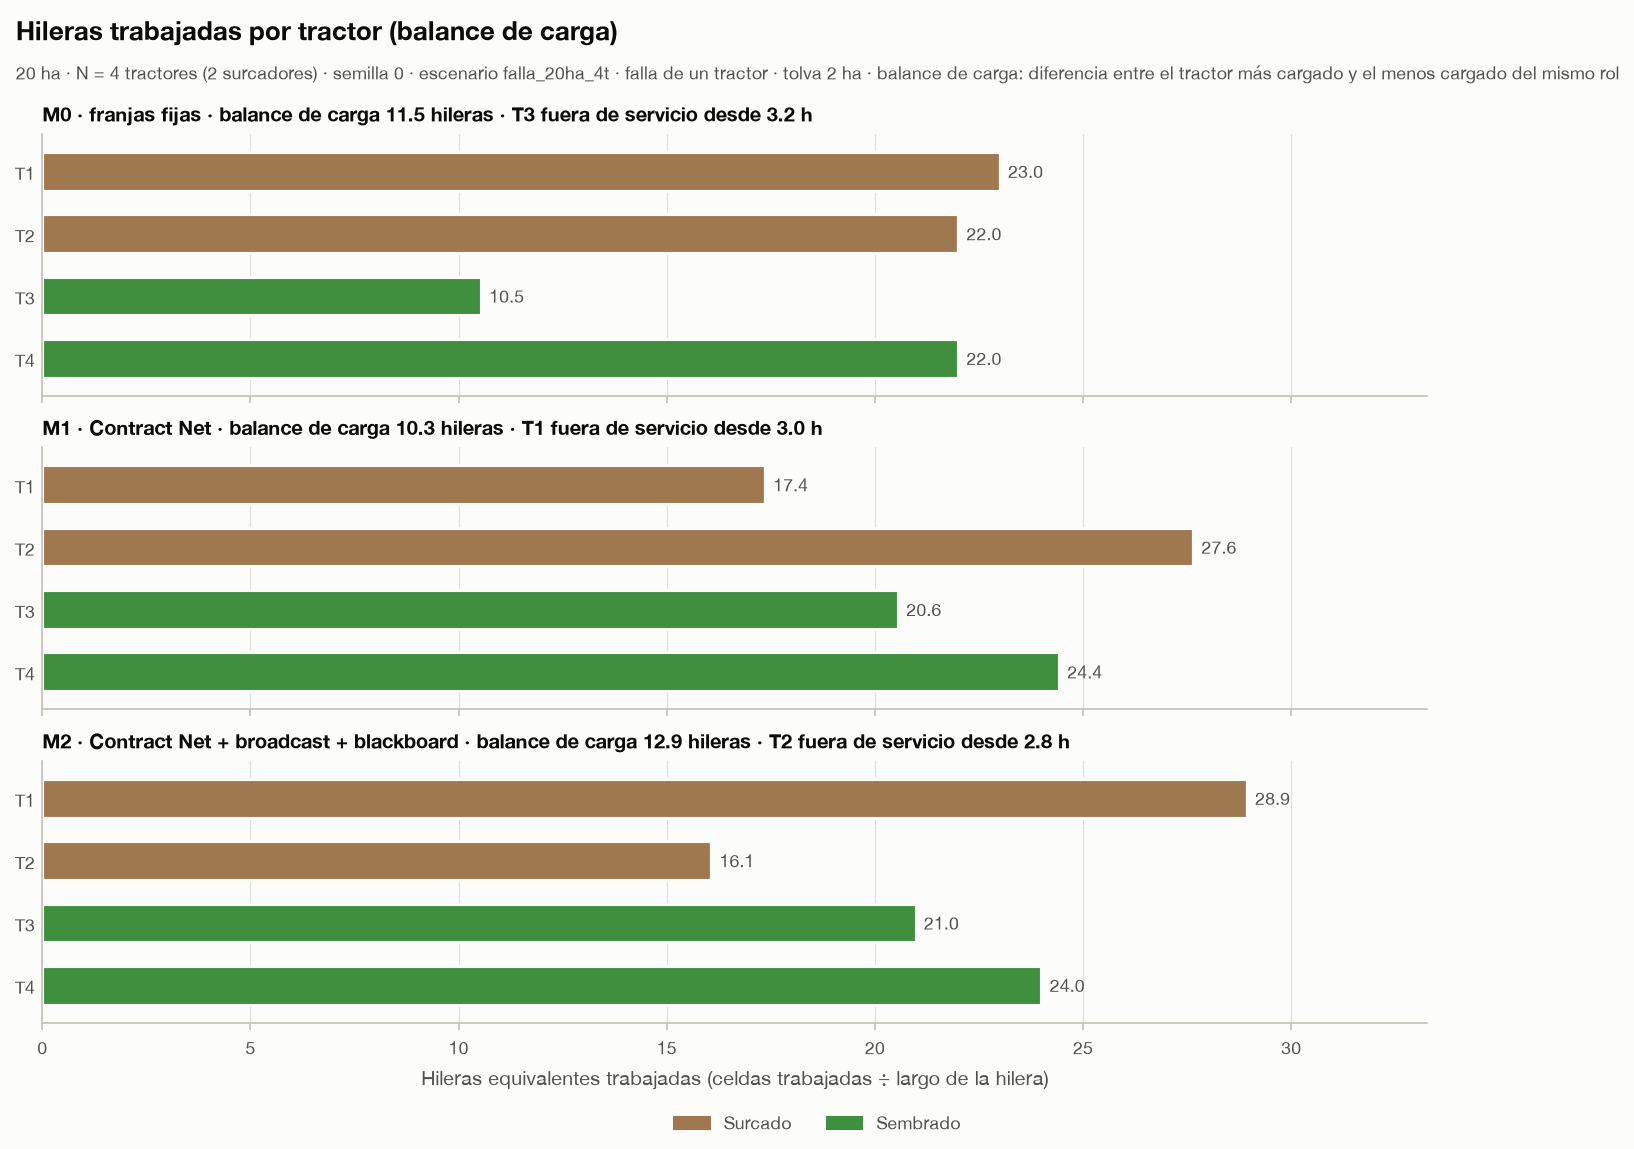 Hileras trabajadas por tractor (balance de carga)
20 ha · N = 4 tractores (2 surcadores) · semilla 0 · escenario falla_20ha_4t · falla de un tractor · tolva 2 ha · balance de carga: diferencia entre el tractor más cargado y el menos cargado del mismo rol
M0 · franjas fijas · balance de carga 11.5 hileras · T3 fuera de servicio desde 3.2 h
T1 23.0
T2 22.0
T3 10.5
T4 22.0
M1 · Contract Net · balance de carga 10.3 hileras · T1 fuera de servicio desde 3.0 h
T1 17.4
T2 27.6
T3 20.6
T4 24.4
M2 · Contract Net + broadcast + blackboard · balance de carga 12.9 hileras · T2 fuera de servicio desde 2.8 h
T1 28.9
T2 16.1
T3 21.0
T4 24.0
0 5 10 15 20 25 30
Hileras equivalentes trabajadas (celdas trabajadas ÷ largo de la hilera)
Surcado Sembrado